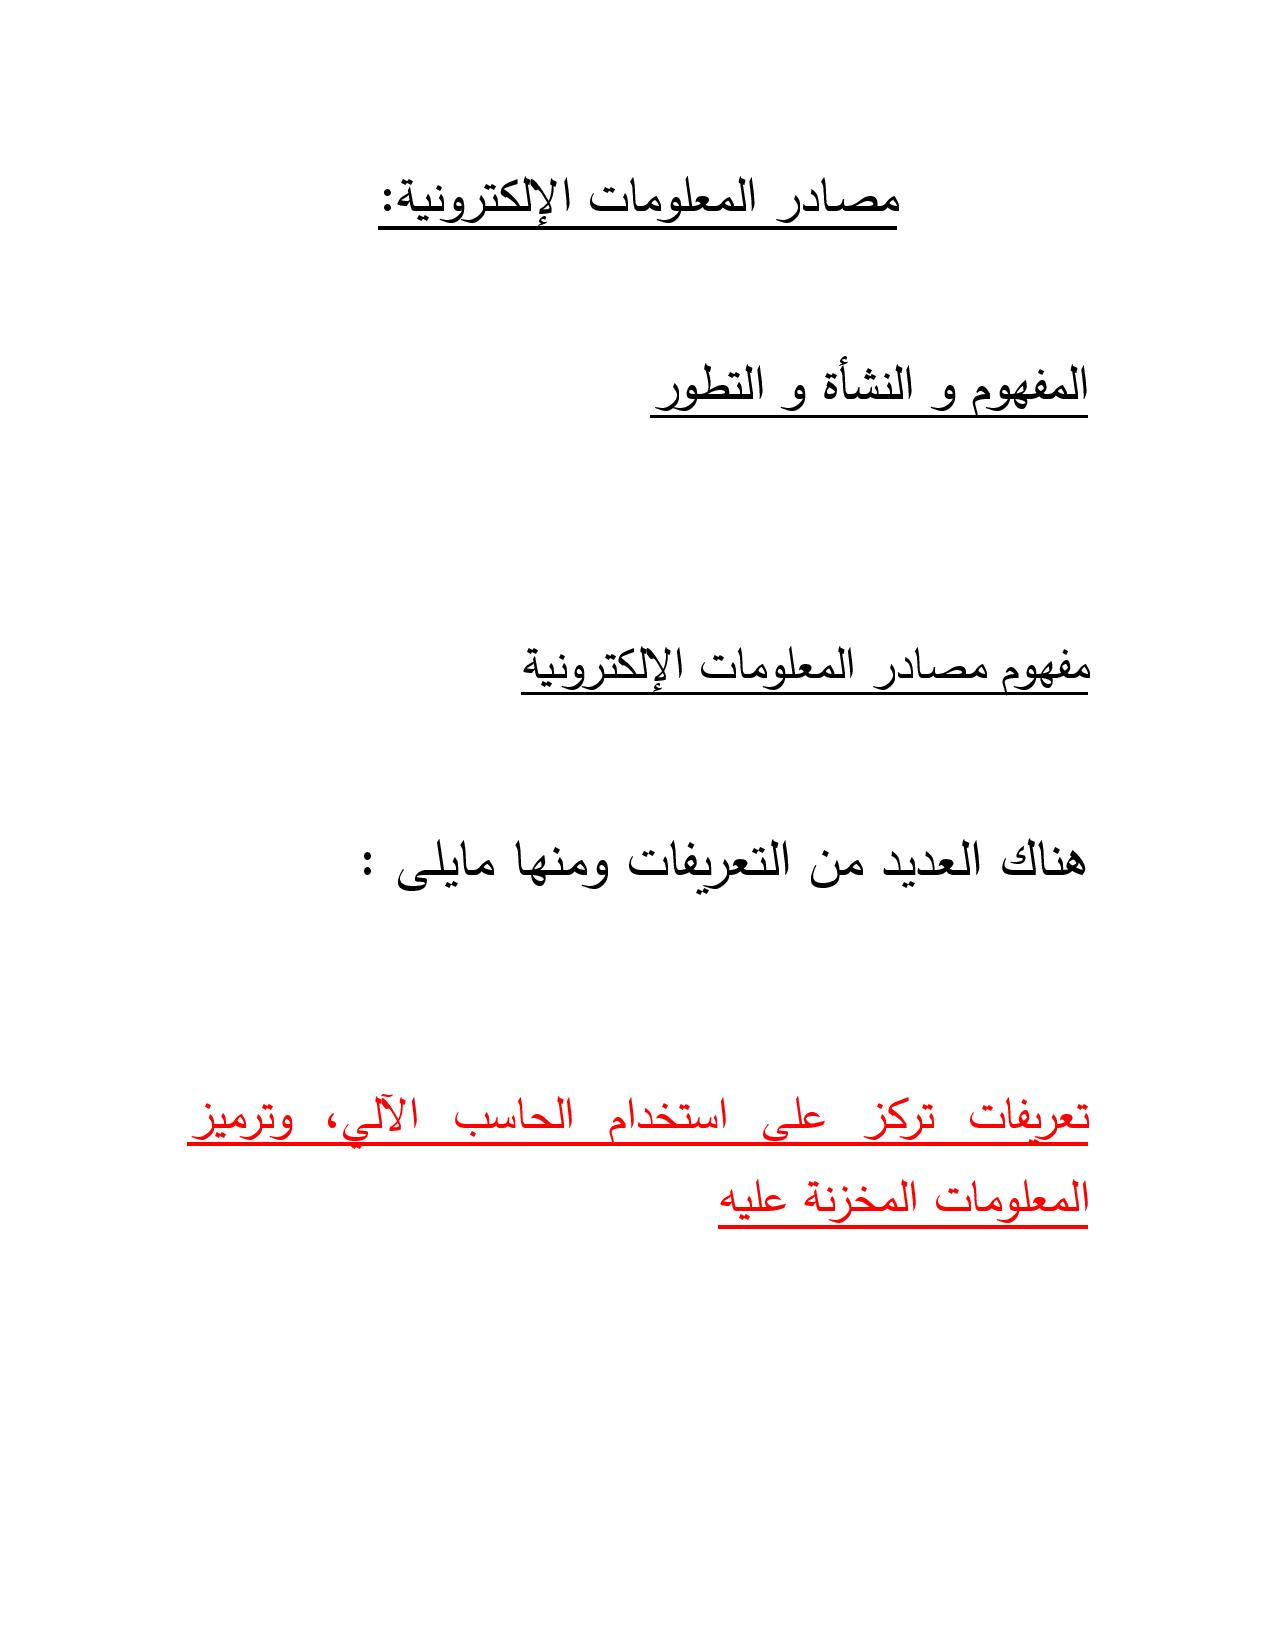 مصادر المعلومات الإلكترونية:
المفهوم و النشأة و التطور
مفهوم مصادر المعلومات الإلكترونية
هناك العديد من التعريفات ومنها مايلى :
تعريفات تركز على استخدام الحاسب الآلي، وترميز
المعلومات المخزنة عليه